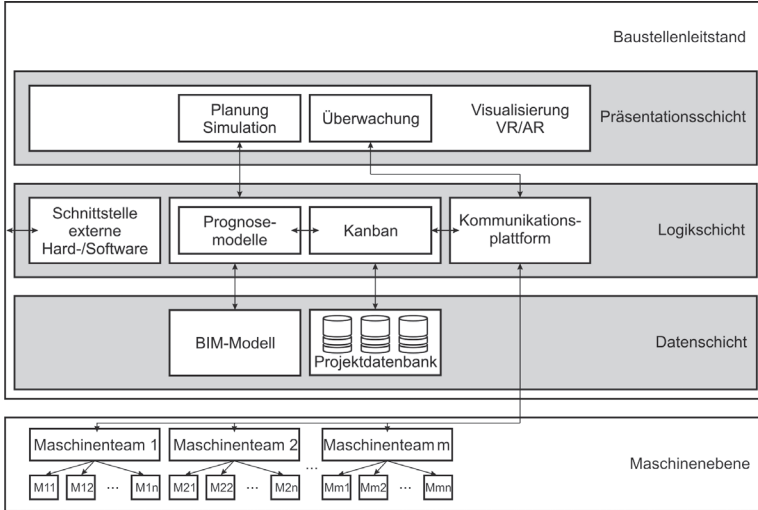 Baustellenleitstand
Planung
Simulation
Überwachung
Visualisierung
VR/AR
Präsentationsschicht
Schnittstelle
externe
Hard-/Software
Prognose-
modelle
Kanban
Kommunikations-
plattform
Logikschicht
BIM-Modell
Projektdatenbank
Datenschicht
Maschinenteam 1
Maschinenteam 2
Maschinenteam m
...
Maschinenebene
M11 M12 ... M1n
M21 M22 ... M2n
Mm1 Mm2 ... Mmn